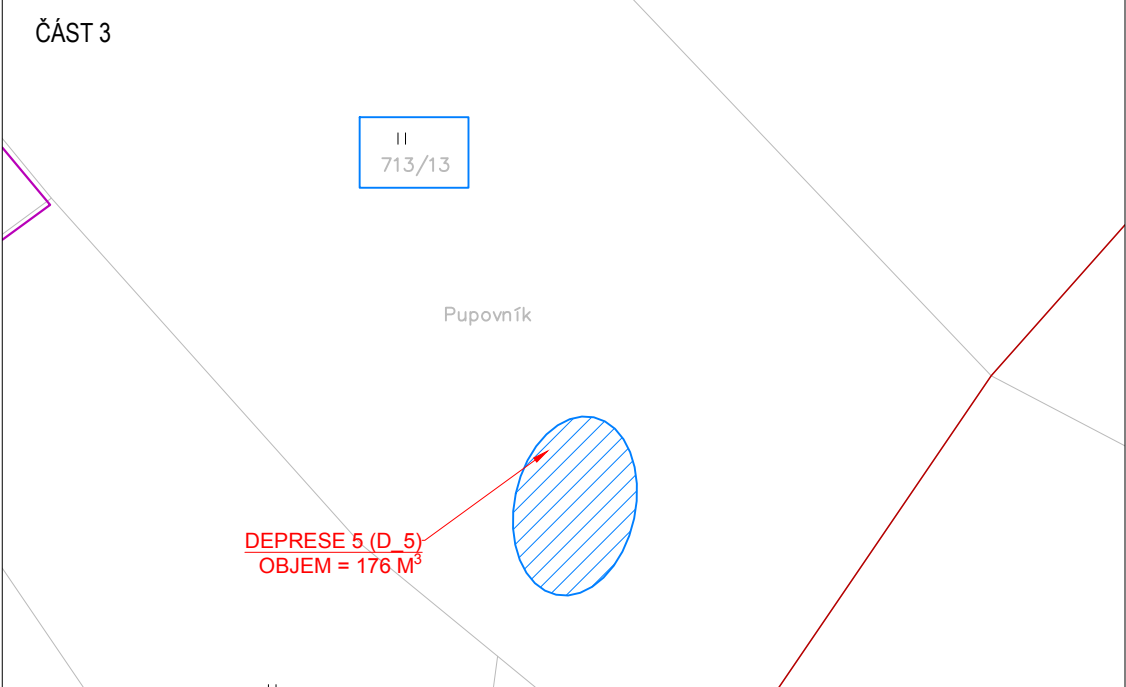 ČÁST 3
II
713/13
Pupovník
DEPRESE 5 (D_5)
OBJEM = 176 M³